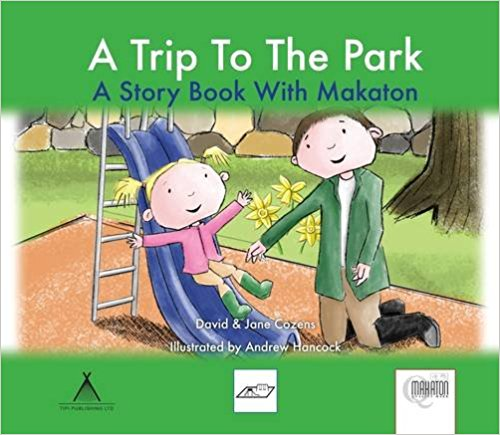 A Trip To The Park
A Story Book With Makaton
David & Jane Cozens
Illustrated by Andrew Hancock
TIPI PUBLISHING LTD
MAKATON